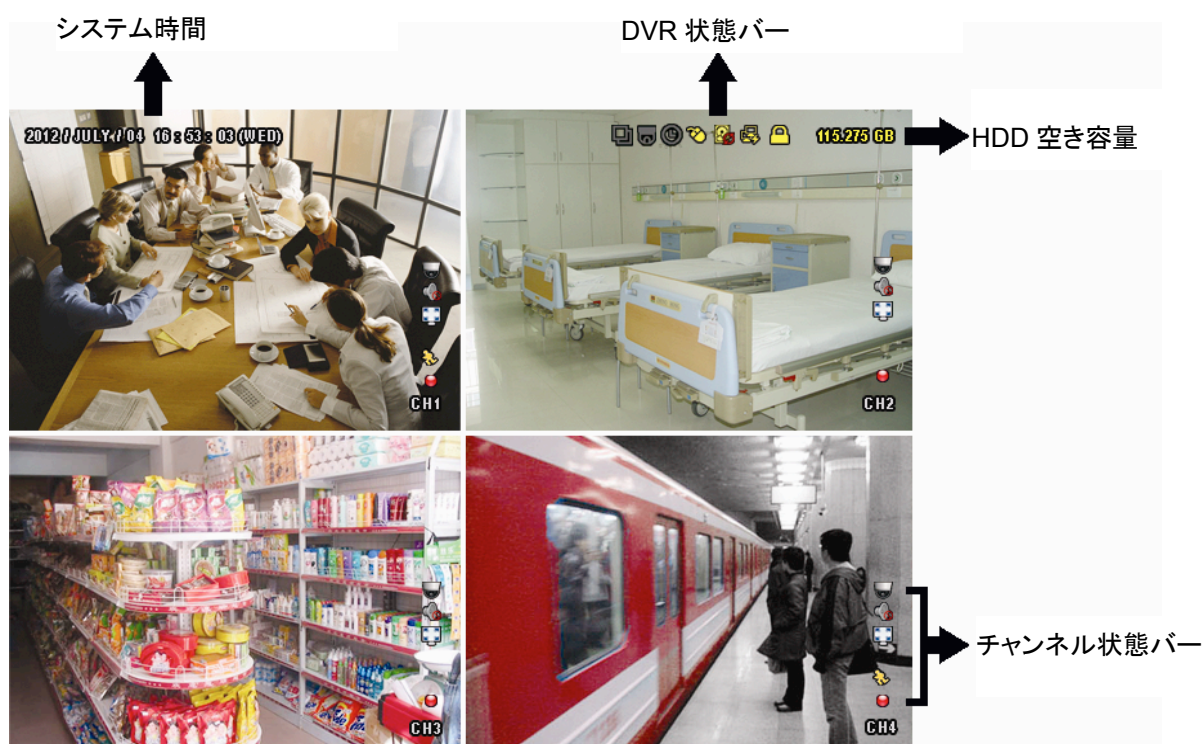 システム時間
DVR 状態バー
2012 / JULY / 04 16 : 53 : 03 (WED)
115.275 GB
HDD 空き容量
CH1
CH2
チャンネル状態バー
CH3
CH4